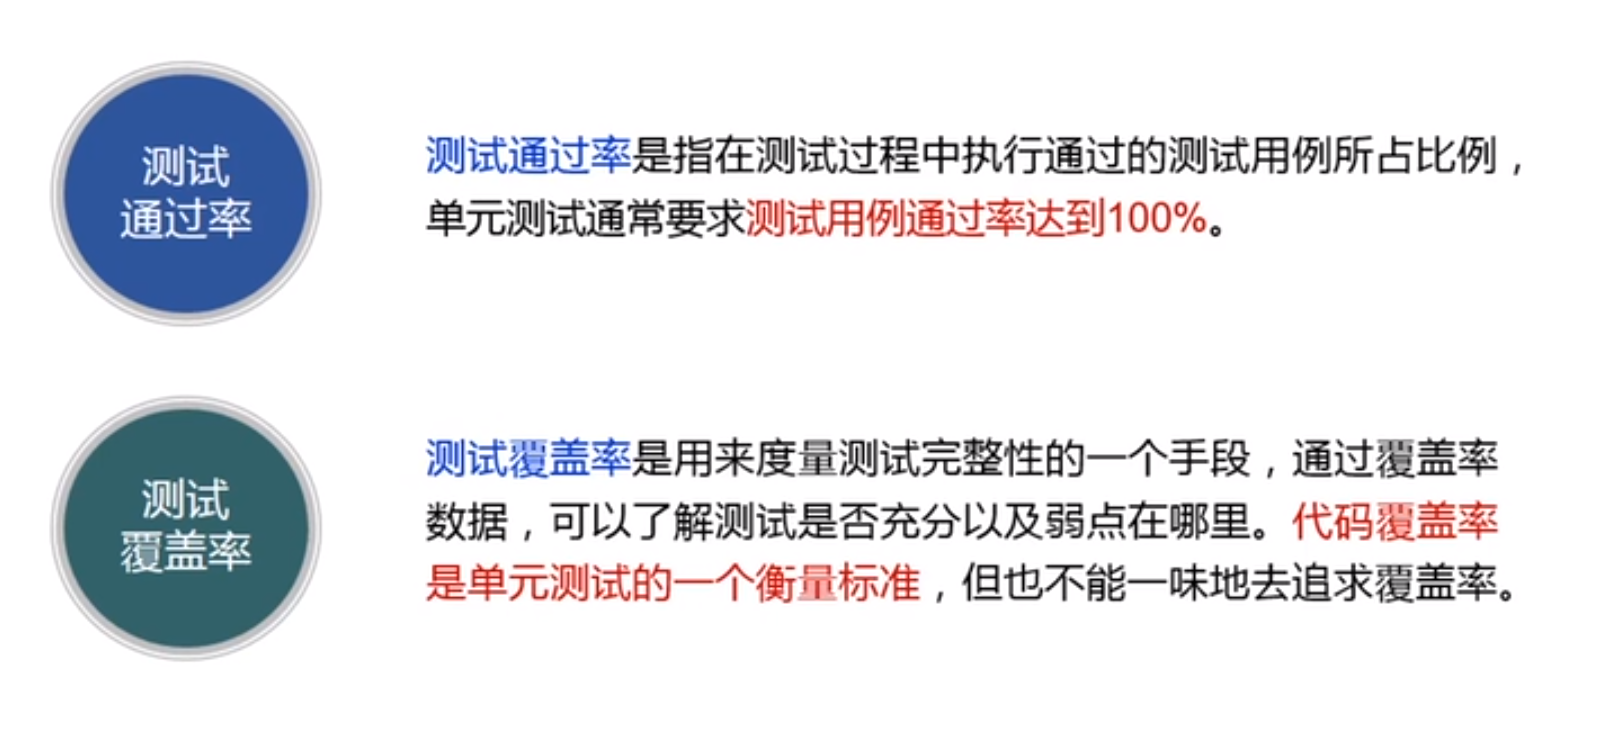 测试
通过率
测试通过率是指在测试过程中执行通过的测试用例所占比例，
单元测试通常要求测试用例通过率达到100%。
测试
覆盖率
测试覆盖率是用来度量测试完整性的一个手段，通过覆盖率
数据，可以了解测试是否充分以及弱点在哪里。代码覆盖率
是单元测试的一个衡量标准，但也不能一味地去追求覆盖率。